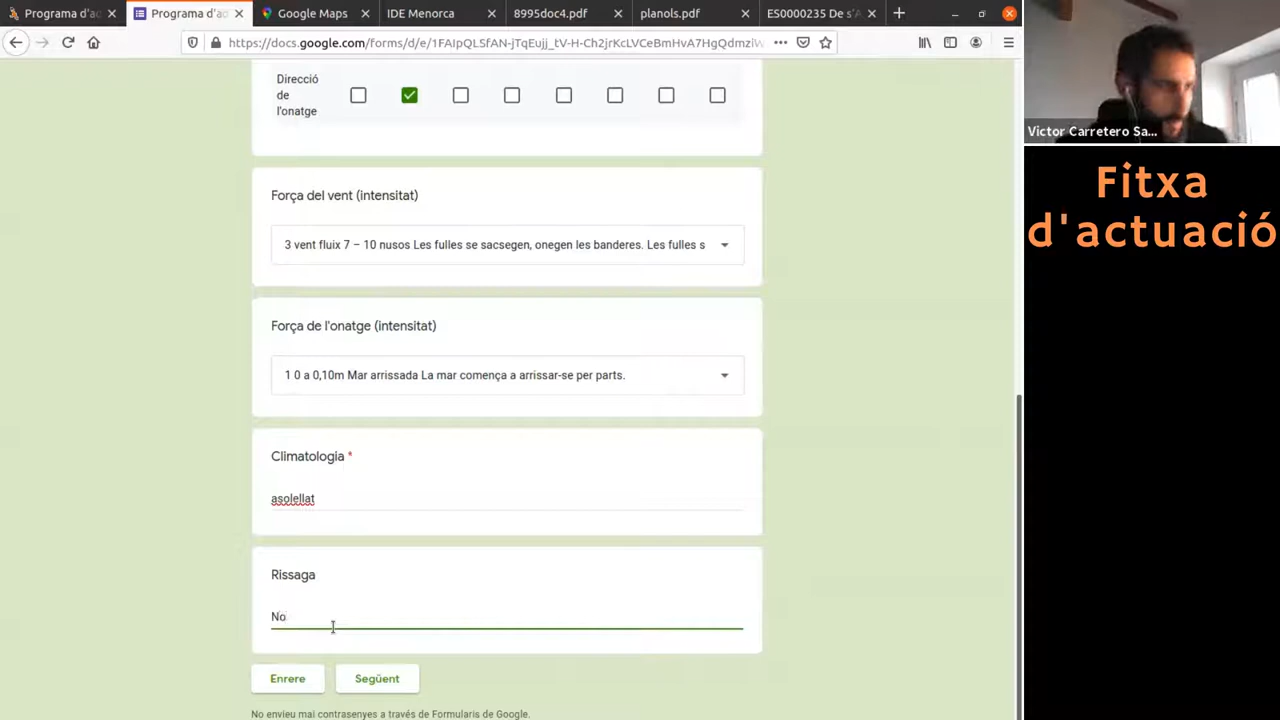 Programa d'ac
Programa d'ac
Google Maps
IDE Menorca
8995doc4.pdf
planols.pdf
ES0000235 De s'A
https://docs.google.com/forms/d/e/1FAIpQLSfAN-jTqEujj_tV-H-Ch2jrKcLVCeBmHvA7HgQdmziW
Direcció
de
l'onatge
Força del vent (intensitat)
3 vent fluix 7 – 10 nusos Les fulles se sacsegen, onegen les banderes. Les fulles s
Força de l'onatge (intensitat)
1 0 a 0,10m Mar arrissada La mar comença a arrissar-se per parts.
Climatologia *
asolellat
Rissaga
No
Enrere
Següent
No envieu mai contrasenyes a través de Formularis de Google.
Victor Carretero Sa...
Fitxa
d'actuació